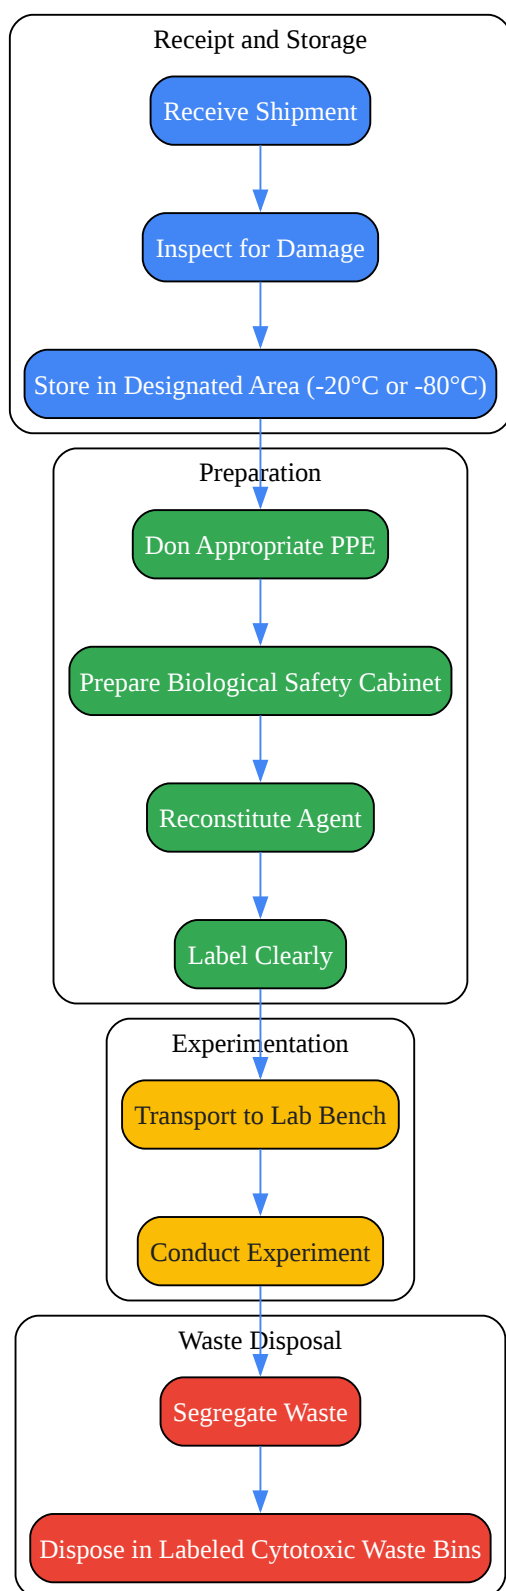 Receipt and Storage
Receive Shipment
Inspect for Damage
Store in Designated Area (-20°C or -80°C)
Preparation
Don Appropriate PPE
Prepare Biological Safety Cabinet
Reconstitute Agent
Label Clearly
Experimentation
Transport to Lab Bench
Conduct Experiment
Waste Disposal
Segregate Waste
Dispose in Labeled Cytotoxic Waste Bins